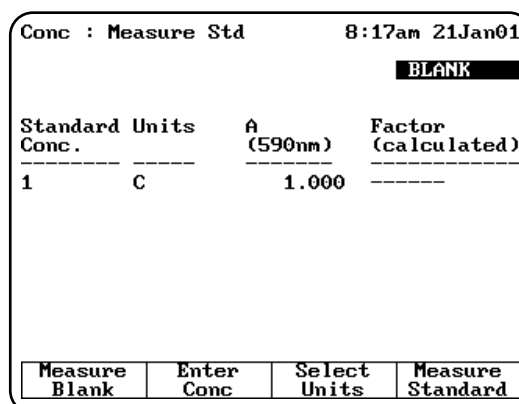 Conc : Measure Std 8:17am 21Jan01
BLANK
Standard Units A Factor
Conc. (590nm) (calculated)
-------- ----- ------- ------------
1 C 1.000 ------
Measure Enter Select Measure
Blank Conc Units Standard